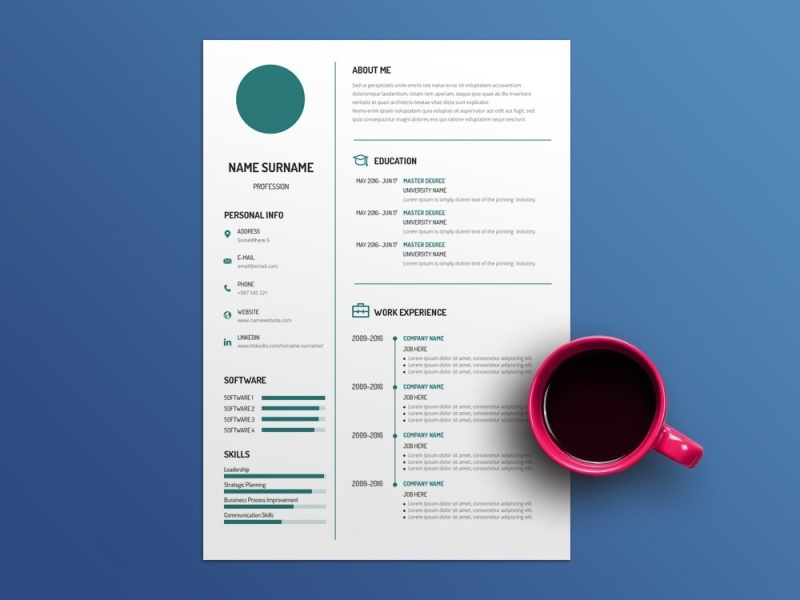 NAME SURNAME
PROFESSION
PERSONAL INFO
ADDRESS
SomeWhere 5
E-MAIL
email@email.com
PHONE
+987 545 221
WEBSITE
www.namewebsite.com
LINKEDIN
www.linkedin.com/in/name.surname/
SOFTWARE
SOFTWARE 1
SOFTWARE 2
SOFTWARE 3
SOFTWARE 4
SKILLS
Leadership
Strategic Planning
Bussiness Process Improvement
Communication Skills
ABOUT ME
Sed ut perspiciatis unde omnis iste natus error sit voluptatem accusantium
doloremque laudantium, totam rem aperiam, eaque ipsa quae ab illo inventore
veritatis et quasi architecto beatae vitae dicta sunt explicabo.
Nemo enim ipsam voluptatem quia voluptas sit aspernatur aut odit aut fugit, sed
quia consequuntur magni dolores eos qui ratione voluptatem sequi nesciunt.
EDUCATION
MAY 2016- JUN 17 MASTER DEGREE
UNIVERSITY NAME
Lorem Ipsum is simply dumm text of the printing industry.
MAY 2016- JUN 17 MASTER DEGREE
UNIVERSITY NAME
Lorem Ipsum is simply dumm text of the printing industry.
MAY 2016- JUN 17 MASTER DEGREE
UNIVERSITY NAME
Lorem Ipsum is simply dumm text of the printing industry.
WORK EXPERIENCE
2009-2016 COMPANY NAME
JOB HERE
• Lorem ipsum dolor sit amet, consectetur adipiscing elit.
• Lorem ipsum dolor sit amet, consectetur adipiscing elit.
• Lorem ipsum dolor sit amet, consectetur adipiscing
2009-2016 COMPANY NAME
JOB HERE
• Lorem ipsum dolor sit amet, consectetur adipiscing
• Lorem ipsum dolor sit amet, consectetur adipiscing
• Lorem ipsum dolor sit amet, consectetur adipiscing
2009-2016 COMPANY NAME
JOB HERE
• Lorem ipsum dolor sit amet, consectetur adipiscing
• Lorem ipsum dolor sit amet, consectetur adipiscing
• Lorem ipsum dolor sit amet, consectetur adipiscing
2009-2016 COMPANY NAME
JOB HERE
• Lorem ipsum dolor sit amet, consectetur adipiscing elit.
• Lorem ipsum dolor sit amet, consectetur adipiscing elit.
• Lorem ipsum dolor sit amet, consectetur adipiscing elit.